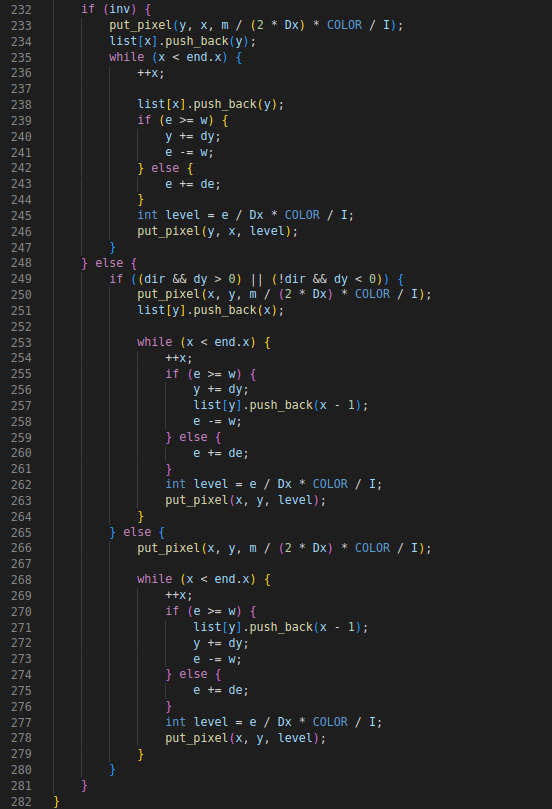 232 if (inv) {
233 put_pixel(y, x, m / (2 * Dx) * COLOR / I);
234 list[x].push_back(y);
235 while (x < end.x) {
236 ++x;
237
238 list[x].push_back(y);
239 if (e >= w) {
240 y += dy;
241 e -= w;
242 } else {
243 e += de;
244 }
245 int level = e / Dx * COLOR / I;
246 put_pixel(y, x, level);
247 }
248 } else {
249 if ((dir && dy > 0) || (!dir && dy < 0)) {
250 put_pixel(x, y, m / (2 * Dx) * COLOR / I);
251 list[y].push_back(x);
252
253 while (x < end.x) {
254 ++x;
255 if (e >= w) {
256 y += dy;
257 list[y].push_back(x - 1);
258 e -= w;
259 } else {
260 e += de;
261 }
262 int level = e / Dx * COLOR / I;
263 put_pixel(x, y, level);
264 }
265 } else {
266 put_pixel(x, y, m / (2 * Dx) * COLOR / I);
267
268 while (x < end.x) {
269 ++x;
270 if (e >= w) {
271 list[y].push_back(x - 1);
272 y += dy;
273 e -= w;
274 } else {
275 e += de;
276 }
277 int level = e / Dx * COLOR / I;
278 put_pixel(x, y, level);
279 }
280 }
281 }
282 }